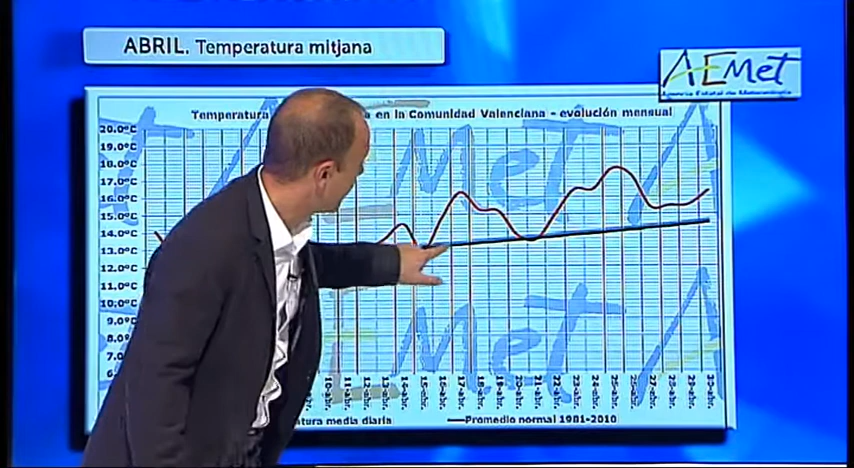 ABRIL. Temperatura mitjana
AEMet
Agencia Estatal de Meteorología
Temperatura en la Comunidad Valenciana - evolución mensual
20.0ºC
19.0ºC
18.0ºC
17.0ºC
16.0ºC
15.0ºC
14.0ºC
13.0ºC
12.0ºC
11.0ºC
10.0ºC
9.0ºC
8.0ºC
7.0ºC
10-abr. 11-abr. 12-abr. 13-abr. 14-abr. 15-abr. 16-abr. 17-abr. 18-abr. 19-abr. 20-abr. 21-abr. 22-abr. 23-abr. 24-abr. 25-abr. 26-abr. 27-abr. 28-abr. 29-abr. 30-abr.
media diaria Promedio normal 1981-2010
AEMet
AEMet